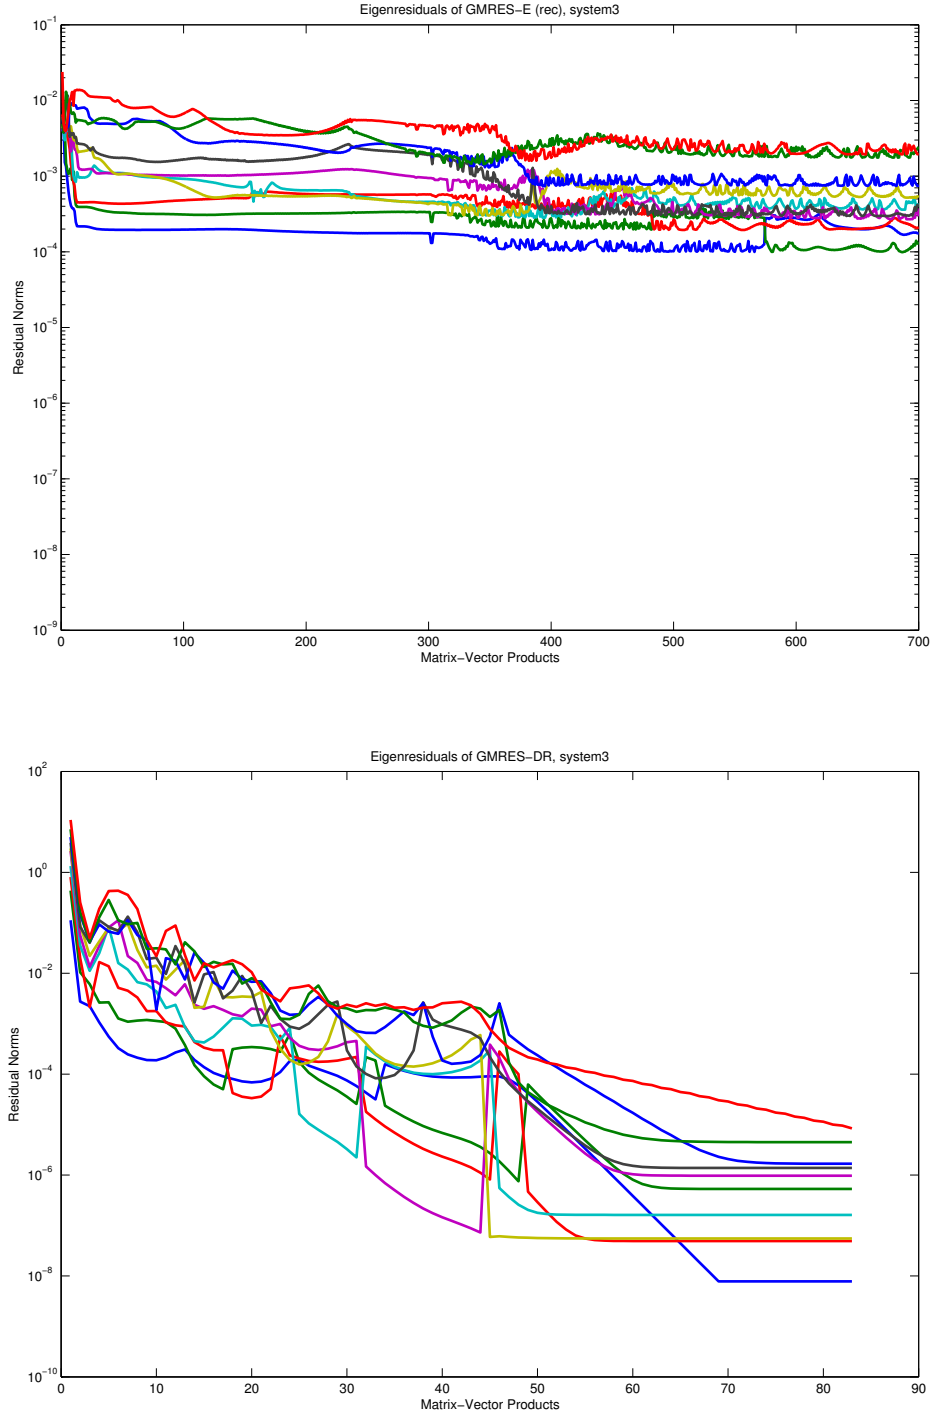 Eigenresiduals of GMRES−E (rec), system3
10^−1
10^−2
10^−3
10^−4
10^−5
10^−6
10^−7
10^−8
10^−9
Residual Norms
0 100 200 300 400 500 600 700
Matrix−Vector Products
Eigenresiduals of GMRES−DR, system3
10^2
10^0
10^−2
10^−4
10^−6
10^−8
10^−10
Residual Norms
0 10 20 30 40 50 60 70 80 90
Matrix−Vector Products